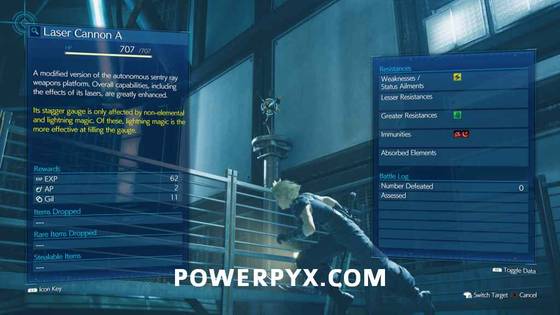 Laser Cannon A
HP 707 /707
A modified version of the autonomous sentry ray
weapons platform. Overall capabilities, including
the effects of its lasers, are greatly enhanced.
Its stagger gauge is only affected by non-elemental
and lightning magic. Of these, lightning magic is the
more effective at filling the gauge.
Rewards
EXP 62
AP 2
Gil 11
Items Dropped
----
Rare Items Dropped
----
Stealable Items
----
Icon Key
Resistances
Weaknesses /
Status Ailments
Lesser Resistances
Greater Resistances
Immunities
Absorbed Elements
Battle Log
Number Defeated 0
Assessed
Toggle Data
Switch Target Cancel
POWERPYX.COM